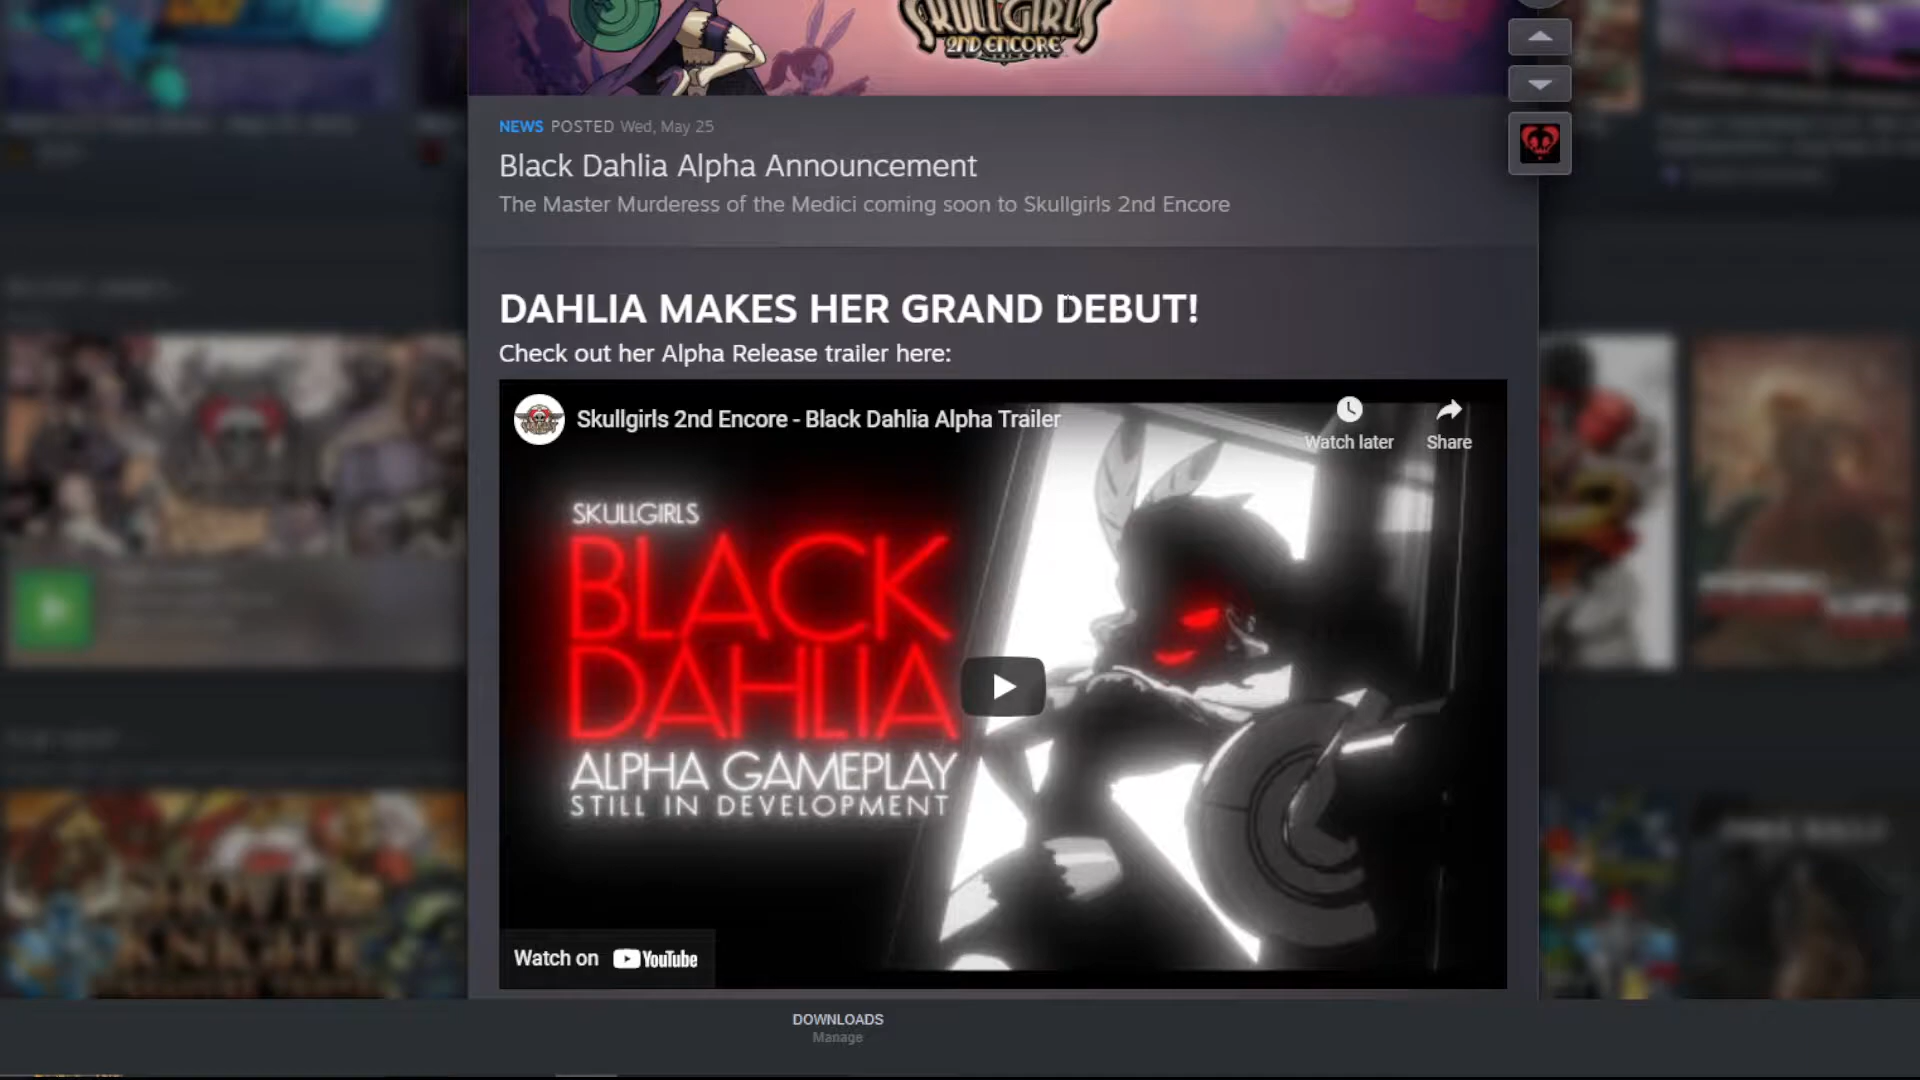 SKULLGIRLS
2ND ENCORE
NEWS POSTED Wed, May 25
Black Dahlia Alpha Announcement
The Master Murderess of the Medici coming soon to Skullgirls 2nd Encore
DAHLIA MAKES HER GRAND DEBUT!
Check out her Alpha Release trailer here:
Skullgirls 2nd Encore - Black Dahlia Alpha Trailer
Watch later
Share
SKULLGIRLS
BLACK
DAHLIA
ALPHA GAMEPLAY
STILL IN DEVELOPMENT
Watch on YouTube
SHOVEL
KNIGHT
DOWNLOADS
Manage